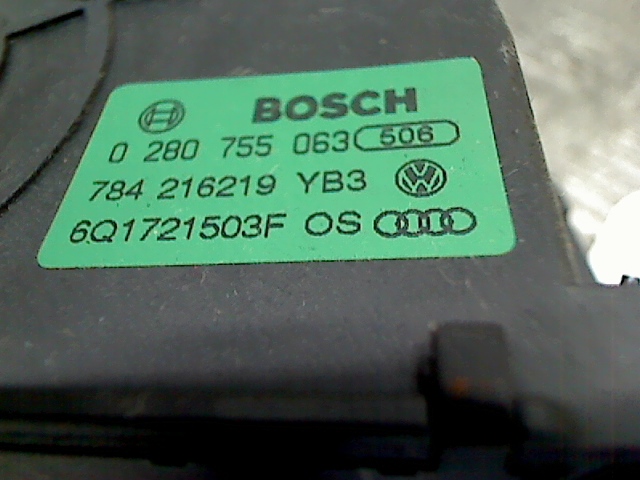 BOSCH
0 280 755 063 506
784 216219 YB3
6Q1721503F OS